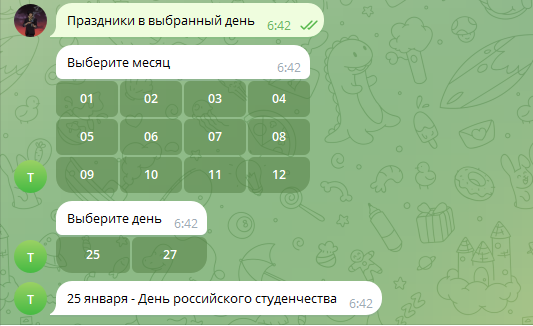 Праздники в выбранный день 6:42
Выберите месяц 6:42
01 02 03 04
05 06 07 08
Т 09 10 11 12
Выберите день 6:42
Т 25 27
Т 25 января - День российского студенчества 6:42